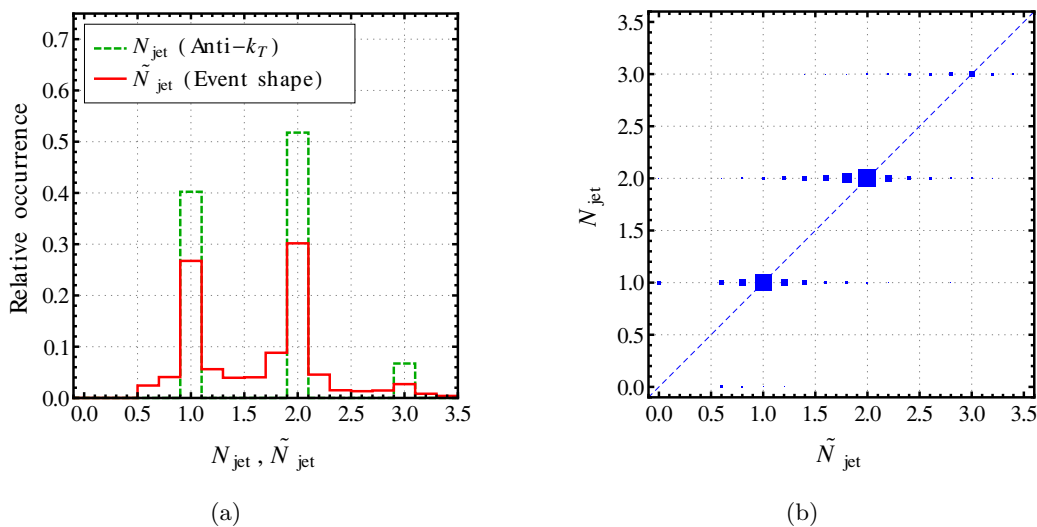 N_jet (Anti-k_T)
Ñ_jet (Event shape)
Relative occurrence
0.7
0.6
0.5
0.4
0.3
0.2
0.1
0.0
0.0 0.5 1.0 1.5 2.0 2.5 3.0 3.5
N_jet , Ñ_jet
(a)
N_jet
3.5
3.0
2.5
2.0
1.5
1.0
0.5
0.0
0.0 0.5 1.0 1.5 2.0 2.5 3.0 3.5
Ñ_jet
(b)